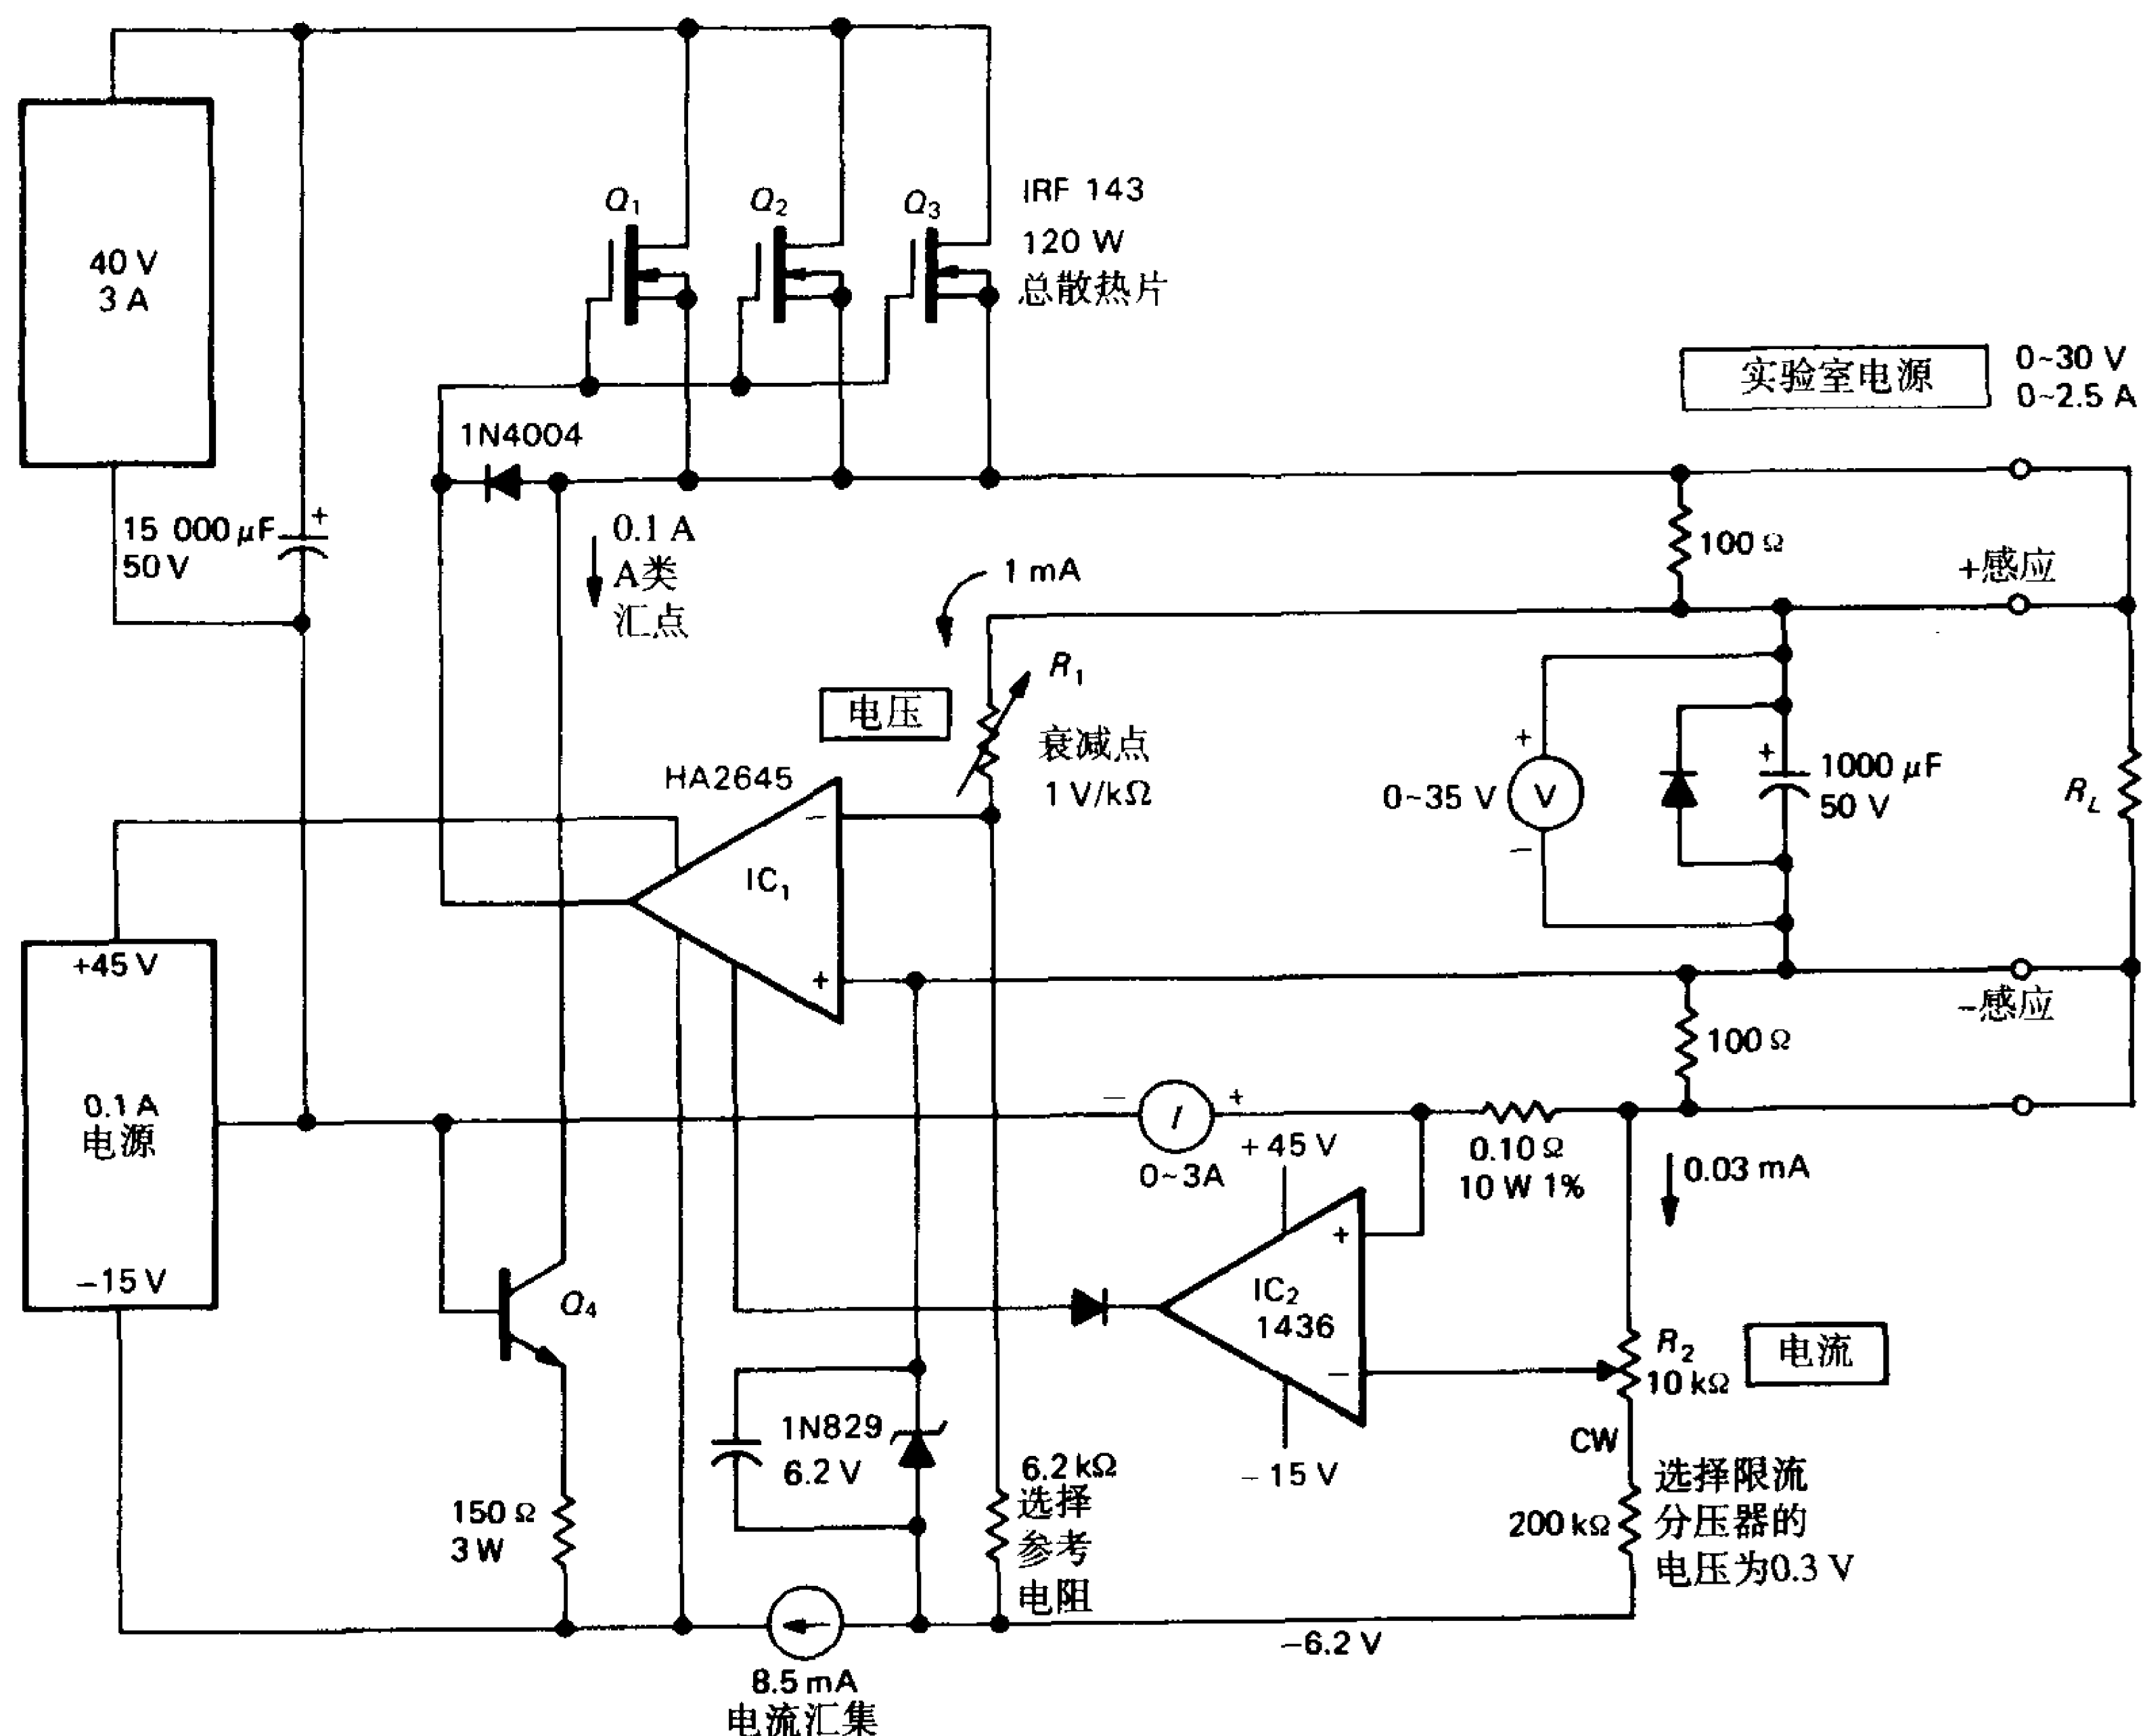 40 V
3 A
15 000 μF
50 V
+
Q1
Q2
Q3
IRF 143
120 W
总散热片
1N4004
0.1 A
A类
汇点
实验室电源
0~30 V
0~2.5 A
100 Ω
+感应
1 mA
R1
电压
衰减点
1 V/kΩ
HA2645
IC1
−
+
0~35 V
+
V
−
+
1000 μF
50 V
RL
−感应
100 Ω
+45 V
0.1 A
电源
−15 V
−
I
+
0~3A
+45 V
0.10 Ω
10 W 1%
0.03 mA
+
IC2
1436
−
−15 V
R2
10 kΩ
电流
CW
200 kΩ
选择限流
分压器的
电压为0.3 V
Q4
150 Ω
3 W
1N829
6.2 V
6.2 kΩ
选择
参考
电阻
−6.2 V
8.5 mA
电流汇集